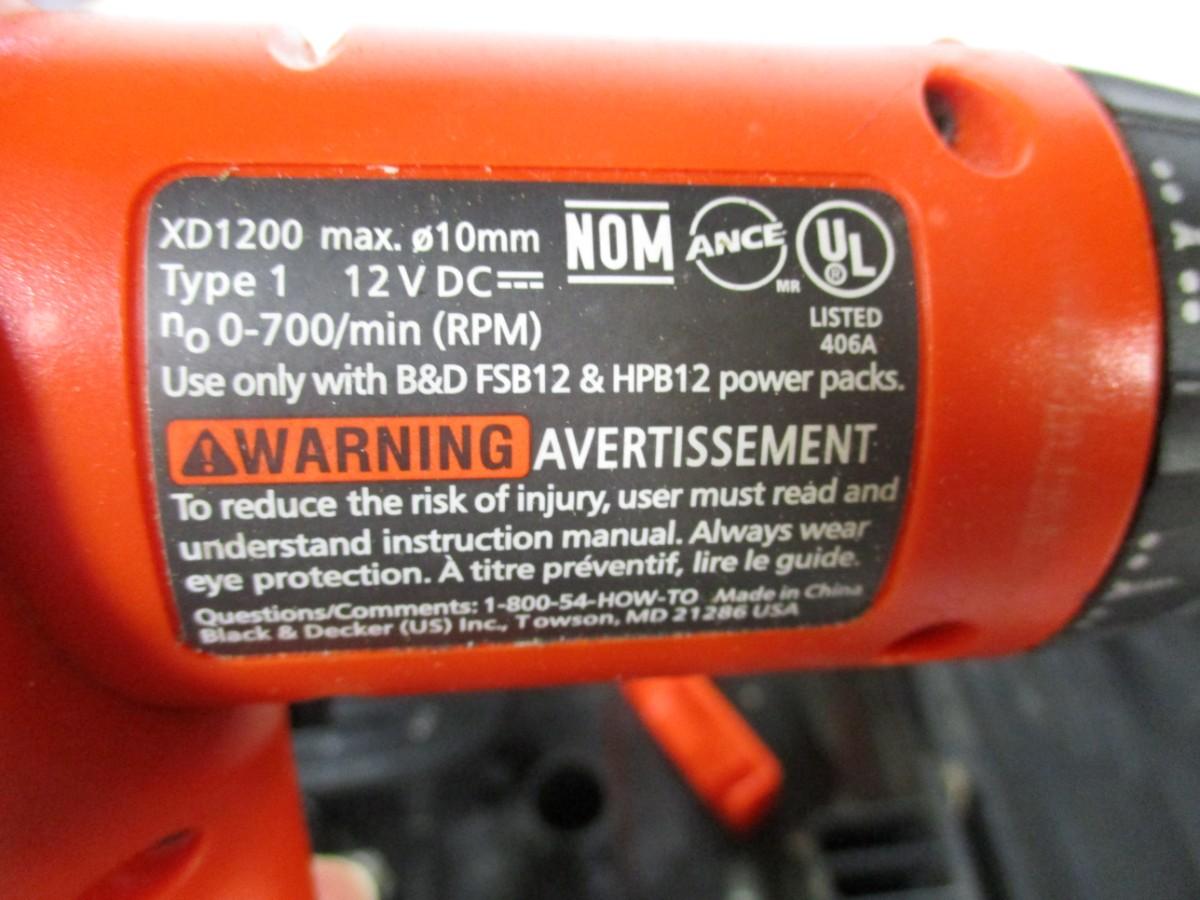 XD1200 max. ø10mm
Type 1 12 V DC
NOM
ANCE
MR
UL
®
LISTED
406A
no 0-700/min (RPM)
Use only with B&D FSB12 & HPB12 power packs.
WARNING AVERTISSEMENT
To reduce the risk of injury, user must read and
understand instruction manual. Always wear
eye protection. À titre préventif, lire le guide.
Questions/Comments: 1-800-54-HOW-TO Made in China
Black & Decker (US) Inc., Towson, MD 21286 USA